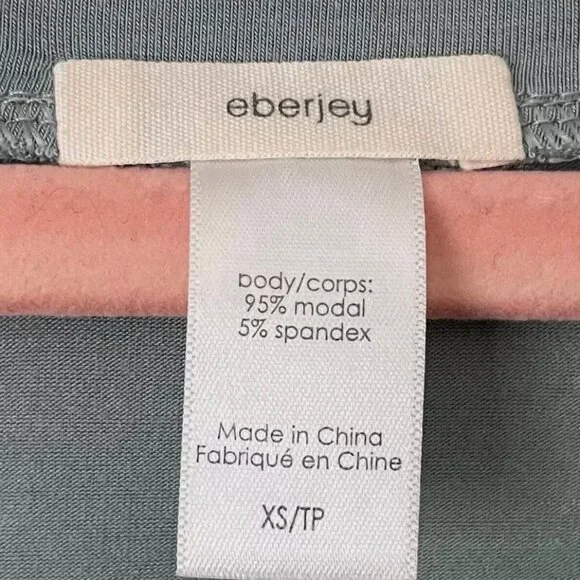 eberjey
body/corps:
95% modal
5% spandex
Made in China
Fabriqué en Chine
XS/TP